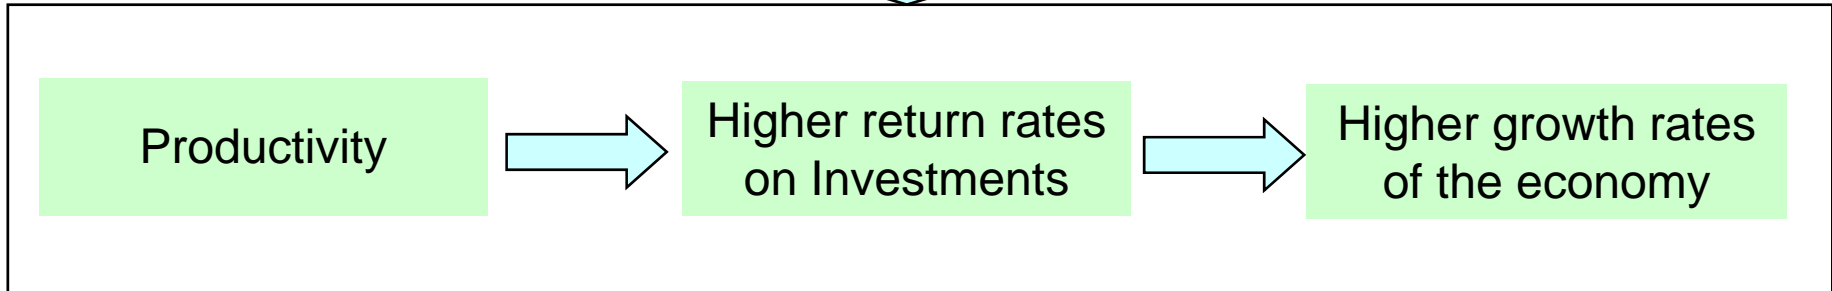 Productivity
Higher return rates
on Investments
Higher growth rates
of the economy